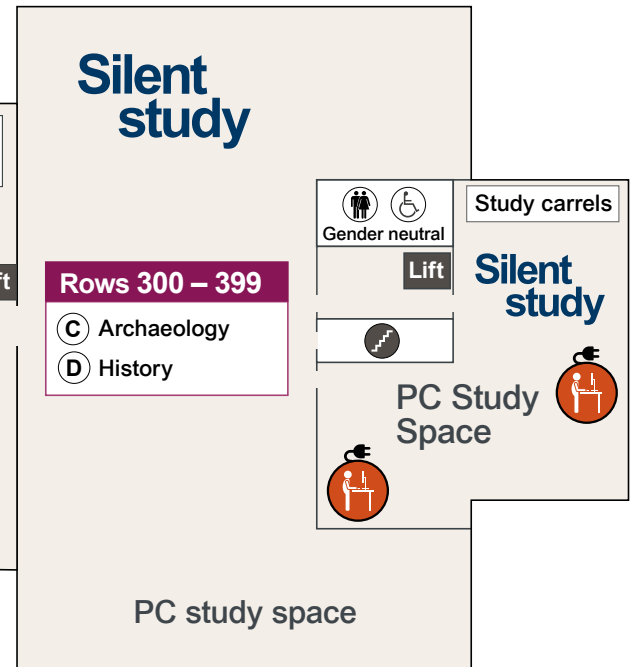 Silent
study
Gender neutral
Study carrels
Lift
Silent
study
Rows 300 – 399
C Archaeology
D History
PC Study
Space
PC study space